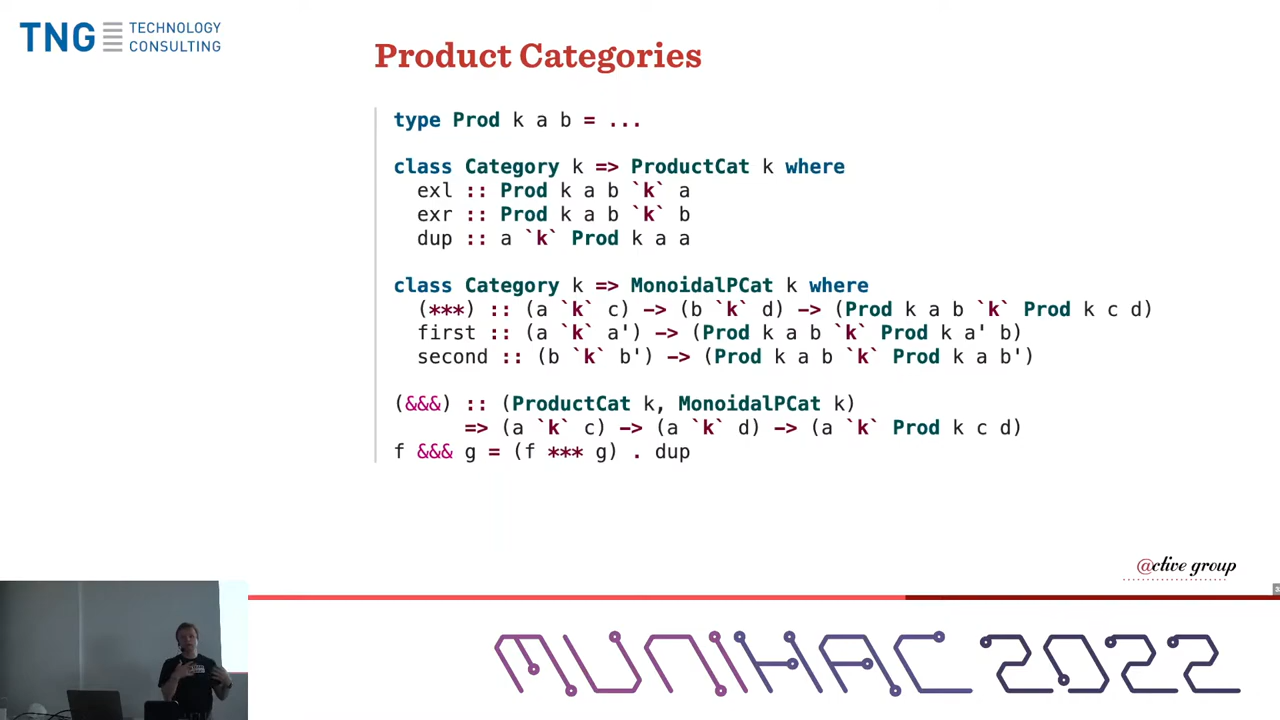 TNG TECHNOLOGY CONSULTING
Product Categories
type Prod k a b = ...
class Category k => ProductCat k where
exl :: Prod k a b `k` a
exr :: Prod k a b `k` b
dup :: a `k` Prod k a a
class Category k => MonoidalPCat k where
(***) :: (a `k` c) -> (b `k` d) -> (Prod k a b `k` Prod k c d)
first :: (a `k` a') -> (Prod k a b `k` Prod k a' b)
second :: (b `k` b') -> (Prod k a b `k` Prod k a b')
(&&&) :: (ProductCat k, MonoidalPCat k)
=> (a `k` c) -> (a `k` d) -> (a `k` Prod k c d)
f &&& g = (f *** g) . dup
@ctive group
MUNIHAC 2022